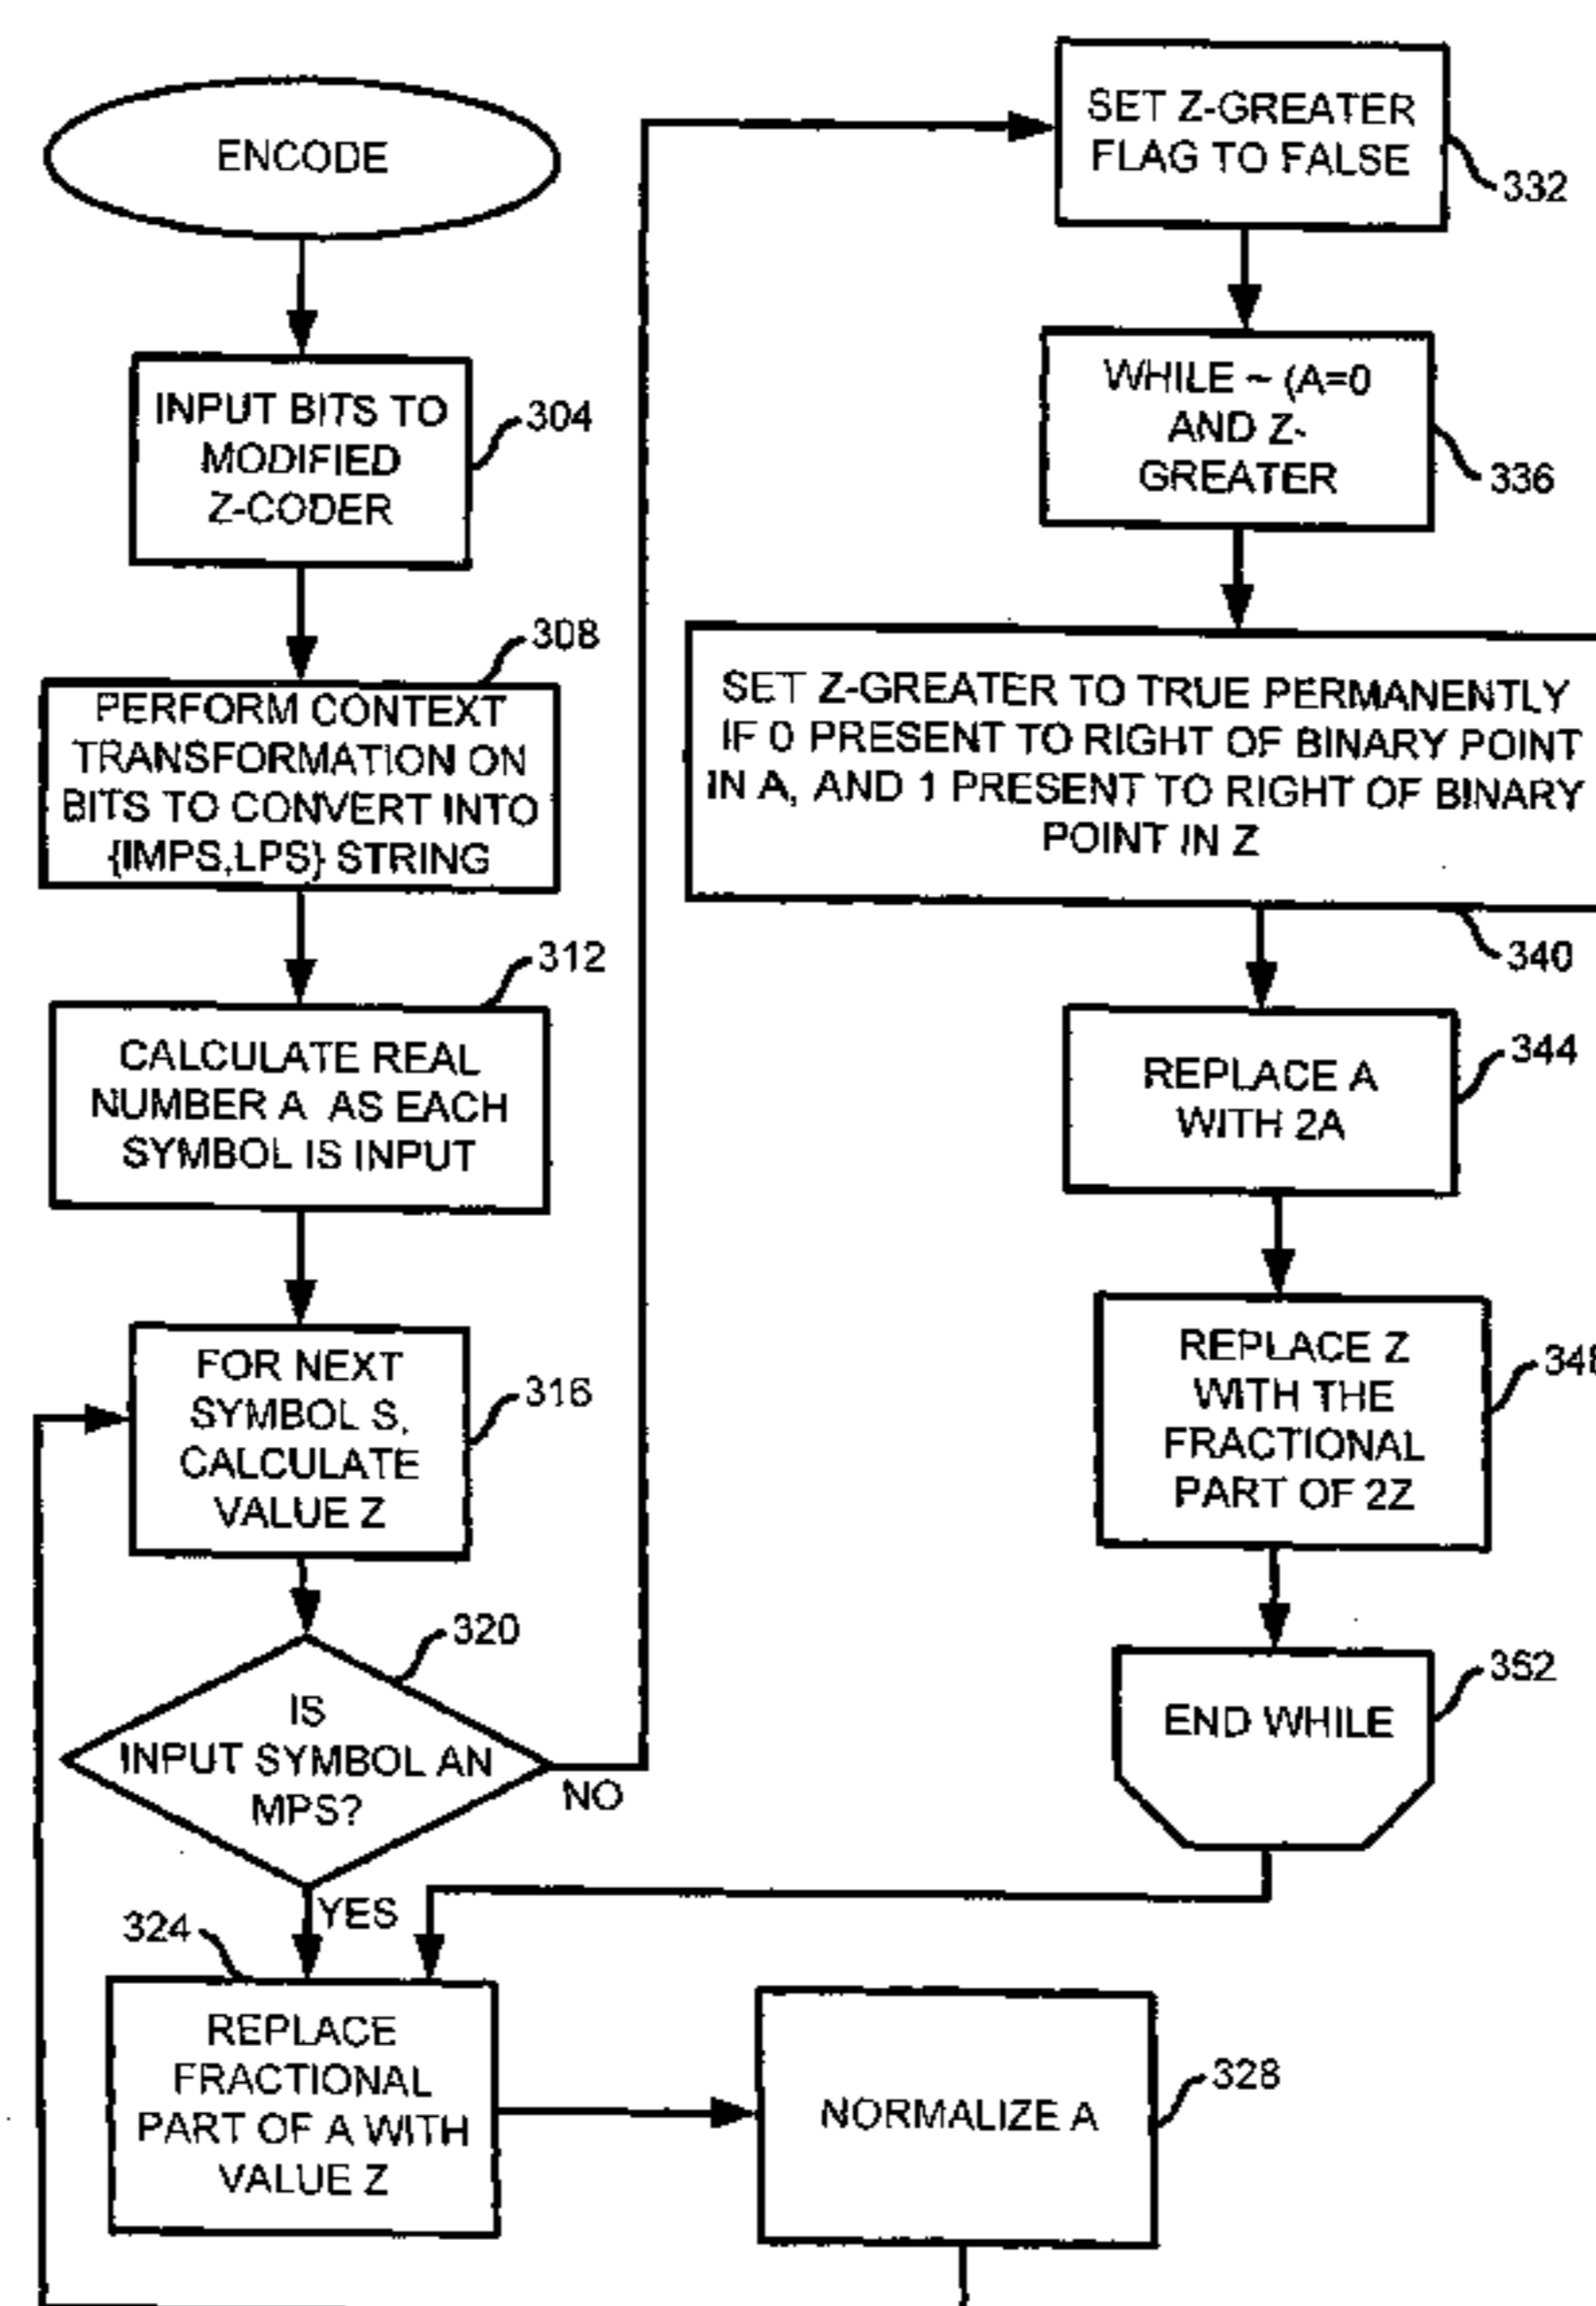 ENCODE
INPUT BITS TO
MODIFIED
Z-CODER
304
308
PERFORM CONTEXT
TRANSFORMATION ON
BITS TO CONVERT INTO
{IMPS,LPS} STRING
312
CALCULATE REAL
NUMBER A AS EACH
SYMBOL IS INPUT
FOR NEXT
SYMBOL S,
CALCULATE
VALUE Z
316
320
IS
INPUT SYMBOL AN
MPS?
NO
YES
324
REPLACE
FRACTIONAL
PART OF A WITH
VALUE Z
NORMALIZE A
328
SET Z-GREATER
FLAG TO FALSE
332
WHILE ~ (A=0
AND Z-
GREATER
336
SET Z-GREATER TO TRUE PERMANENTLY
IF 0 PRESENT TO RIGHT OF BINARY POINT
IN A, AND 1 PRESENT TO RIGHT OF BINARY
POINT IN Z
340
REPLACE A
WITH 2A
344
REPLACE Z
WITH THE
FRACTIONAL
PART OF 2Z
348
END WHILE
352